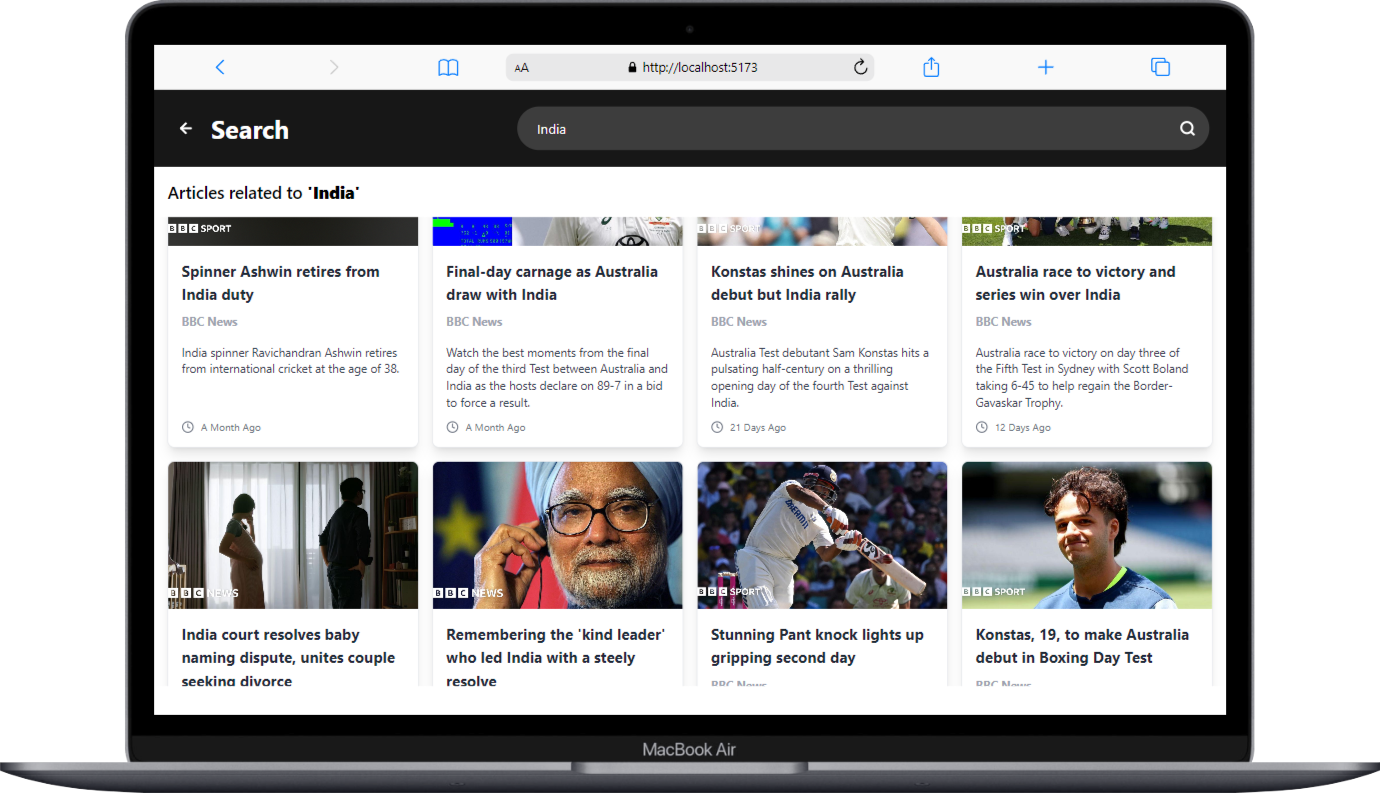 AA
http://localhost:5173
Search
India
Articles related to 'India'
BBC SPORT
BBC SPORT
BBC SPORT
Spinner Ashwin retires from
India duty
BBC News
India spinner Ravichandran Ashwin retires
from international cricket at the age of 38.
A Month Ago
Final-day carnage as Australia
draw with India
BBC News
Watch the best moments from the final
day of the third Test between Australia and
India as the hosts declare on 89-7 in a bid
to force a result.
A Month Ago
Konstas shines on Australia
debut but India rally
BBC News
Australia Test debutant Sam Konstas hits a
pulsating half-century on a thrilling
opening day of the fourth Test against
India.
21 Days Ago
Australia race to victory and
series win over India
BBC News
Australia race to victory on day three of
the Fifth Test in Sydney with Scott Boland
taking 6-45 to help regain the Border-
Gavaskar Trophy.
12 Days Ago
BBC NEWS
India court resolves baby
naming dispute, unites couple
seeking divorce
BBC NEWS
Remembering the 'kind leader'
who led India with a steely
resolve
BBC SPORT
Stunning Pant knock lights up
gripping second day
BBC News
BBC SPORT
Konstas, 19, to make Australia
debut in Boxing Day Test
BBC News
MacBook Air